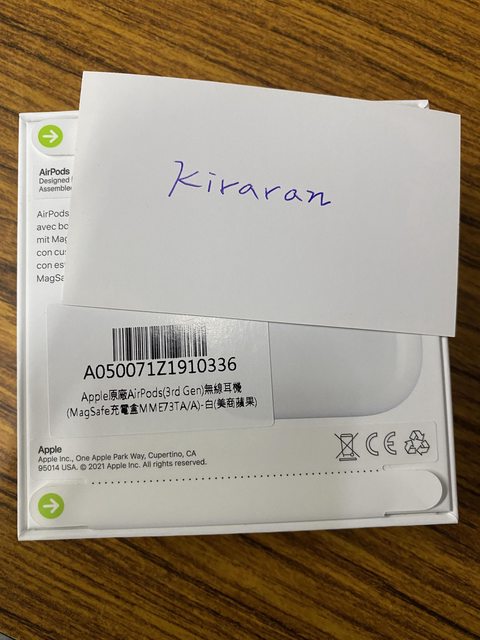 Kiraran
AirPods
Designed
Assemble
AirPods
avec bo
mit Mag
con cus
con es
MagSa
A050071Z1910336
Apple原廠AirPods(3rd Gen)無線耳機
(MagSafe充電盒MME73TA/A)-白(美商蘋果)
Apple
Apple Inc., One Apple Park Way, Cupertino, CA
95014 USA. © 2021 Apple Inc. All rights reserved.
CE